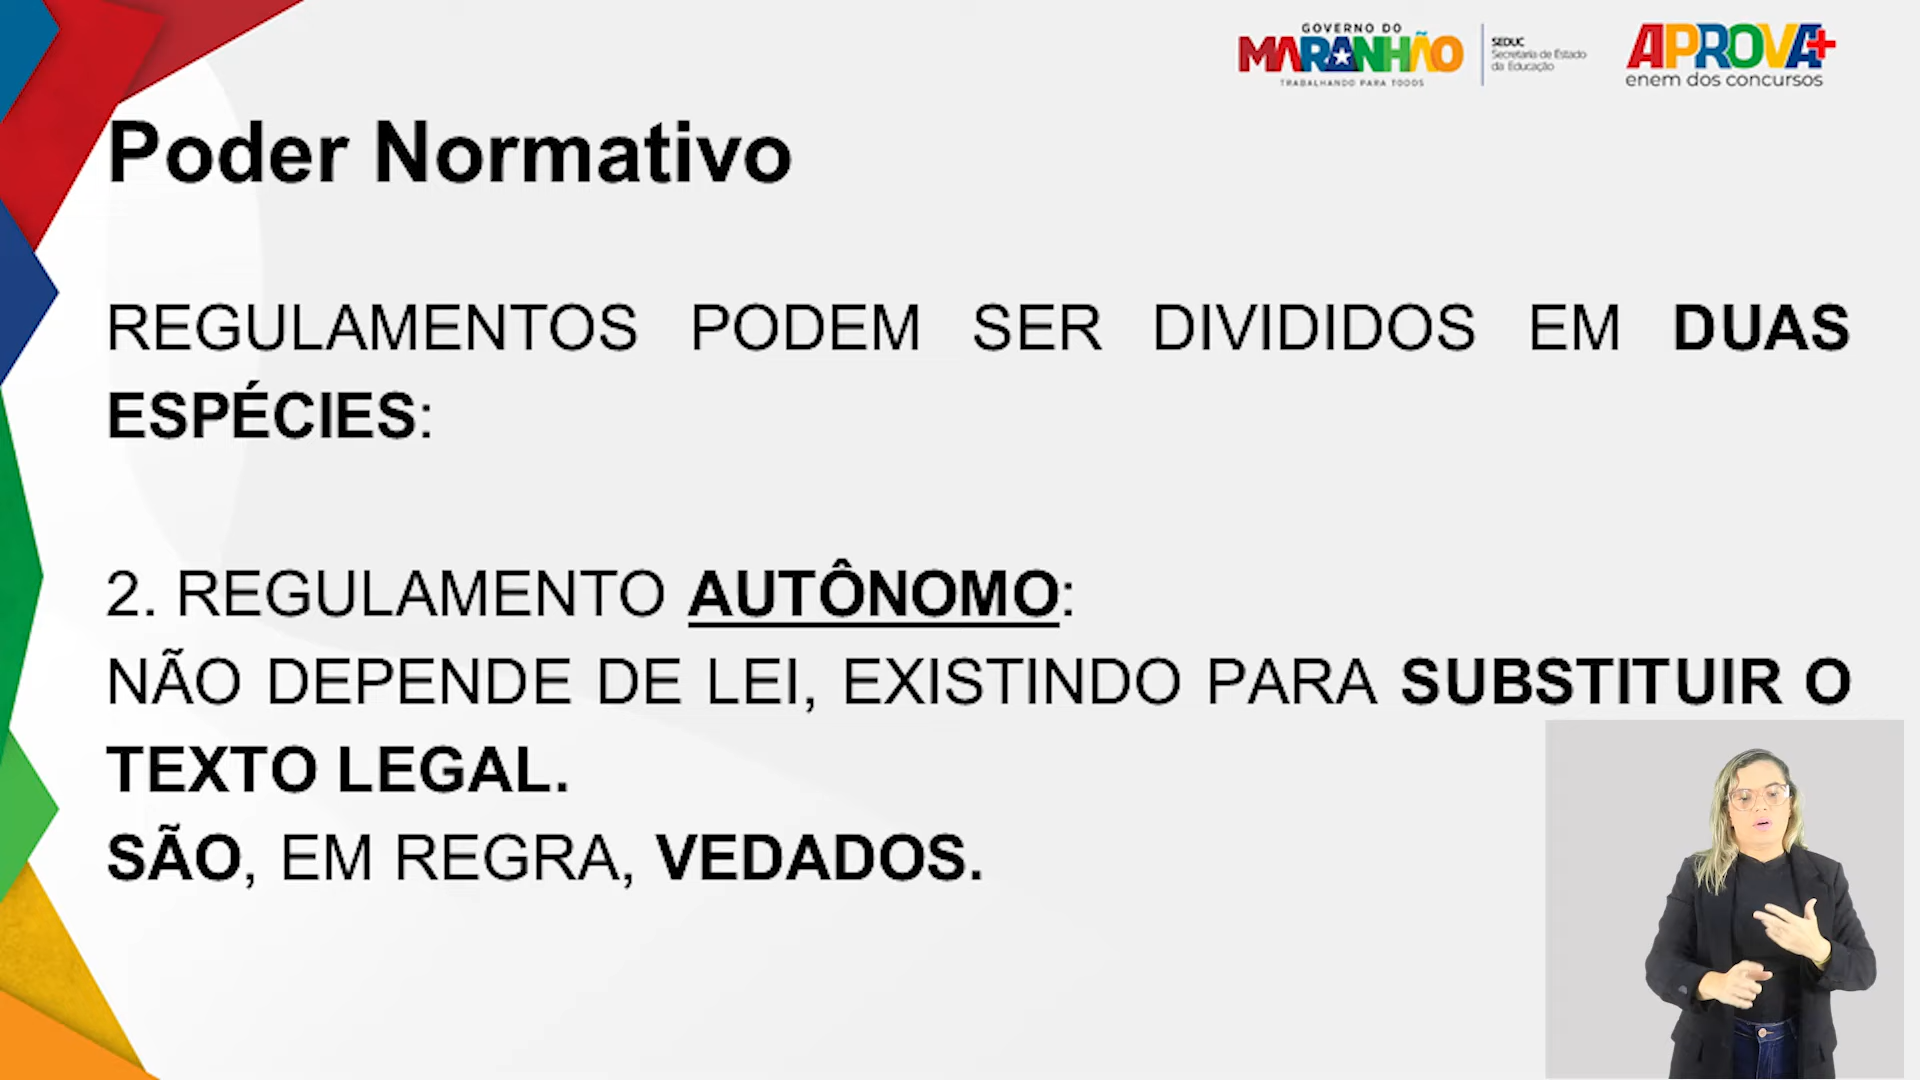 GOVERNO DO
MARANHÃO
TRABALHANDO PARA TODOS
SEDUC
Secretaria de Estado
da Educação
APROVA+
enem dos concursos
Poder Normativo
REGULAMENTOS PODEM SER DIVIDIDOS EM DUAS
ESPÉCIES:
2. REGULAMENTO AUTÔNOMO:
NÃO DEPENDE DE LEI, EXISTINDO PARA SUBSTITUIR O
TEXTO LEGAL.
SÃO, EM REGRA, VEDADOS.